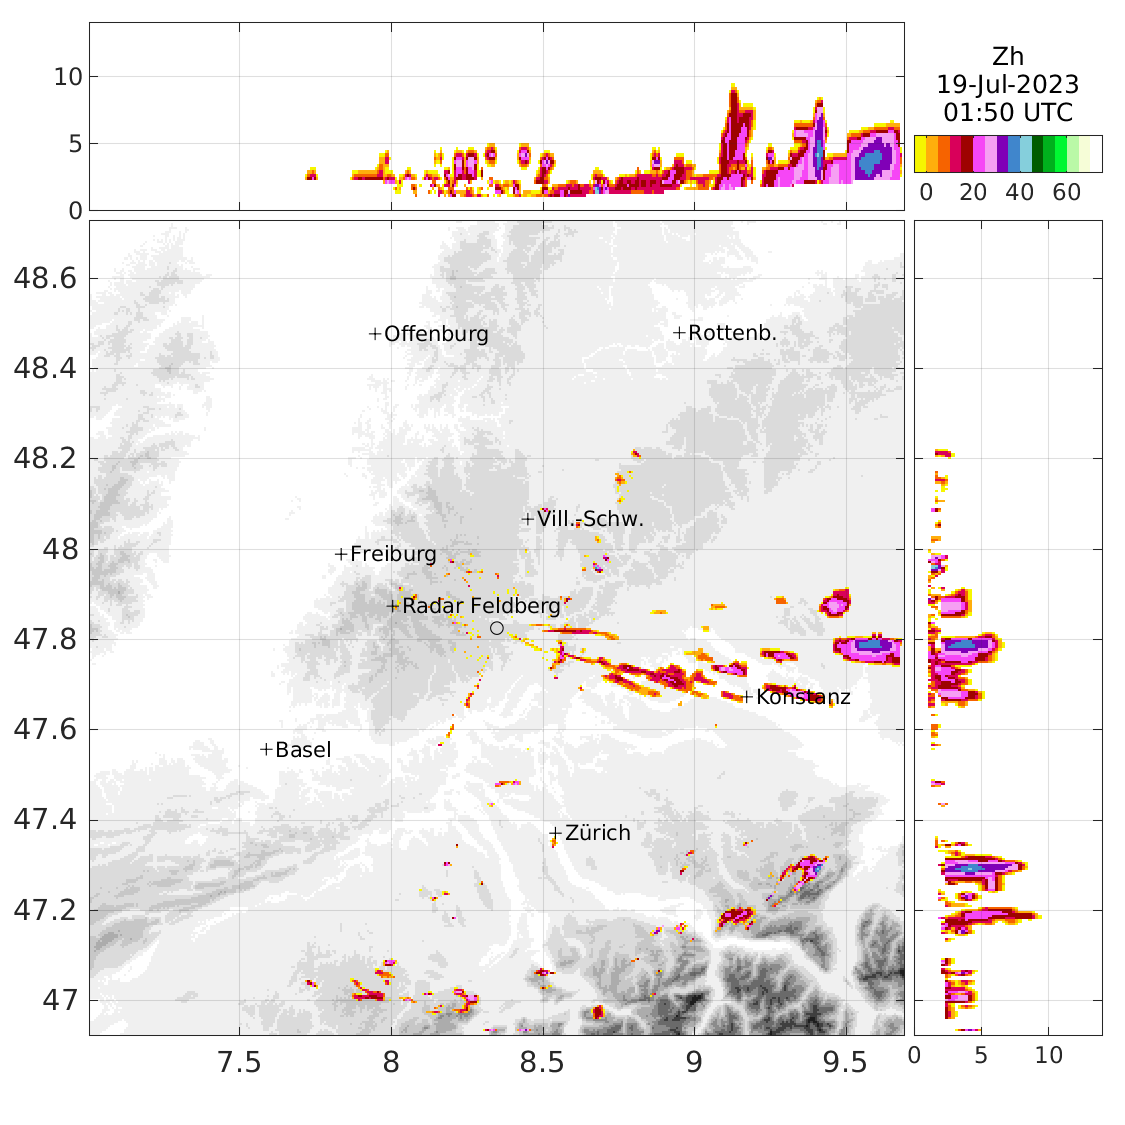 10
5
0
Zh
19-Jul-2023
01:50 UTC
0 20 40 60
48.6
48.4
48.2
48
47.8
47.6
47.4
47.2
47
+Offenburg
+Rottenb.
+Vill.-Schw.
+Freiburg
+Radar Feldberg
+Konstanz
+Basel
+Zürich
7.5 8 8.5 9 9.5
0 5 10